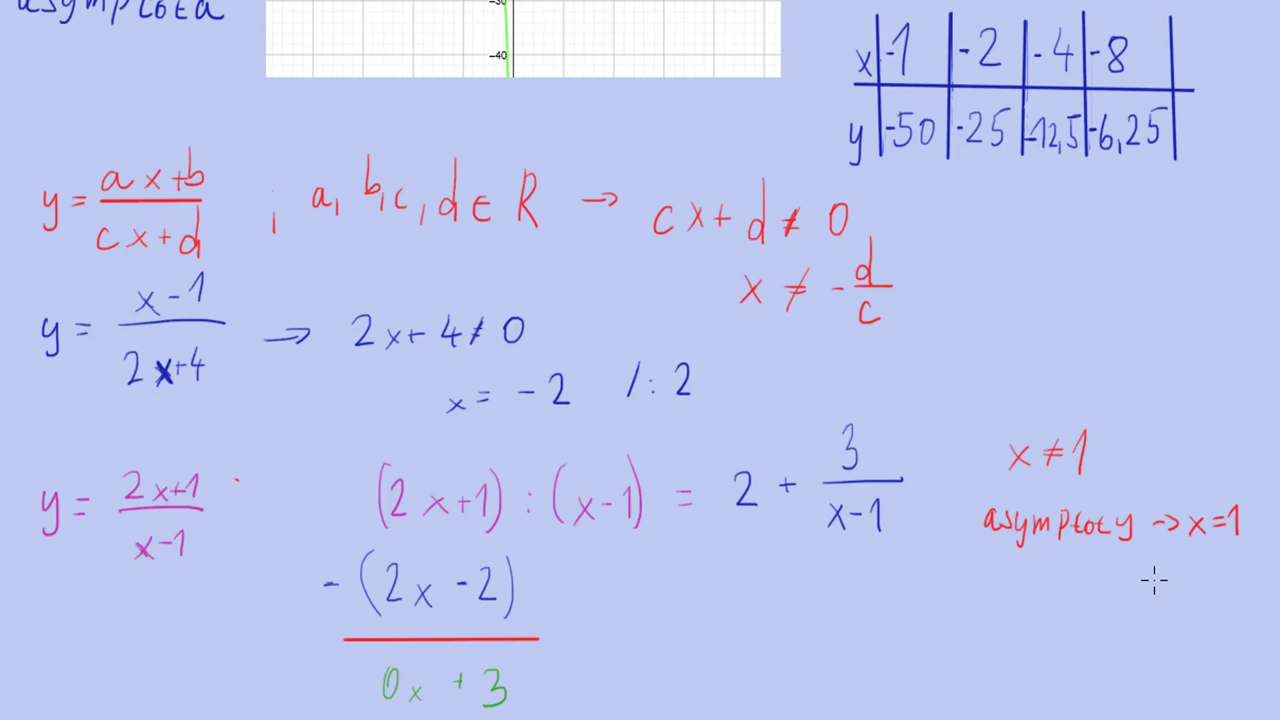 asymptota
-30
-40
x | -1 | -2 | -4 | -8
y | -50 | -25 | -12,5 | -6,25
y = (ax+b)/(cx+d) ; a, b, c, d ∈ R → cx+d ≠ 0
x ≠ -d/c
y = (x-1)/(2x+4) → 2x+4 ≠ 0
x = -2 /:2
y = (2x+1)/(x-1) (2x+1) : (x-1) = 2 + 3/(x-1) x ≠ 1
asymptoty → x=1
- (2x -2)
0x + 3